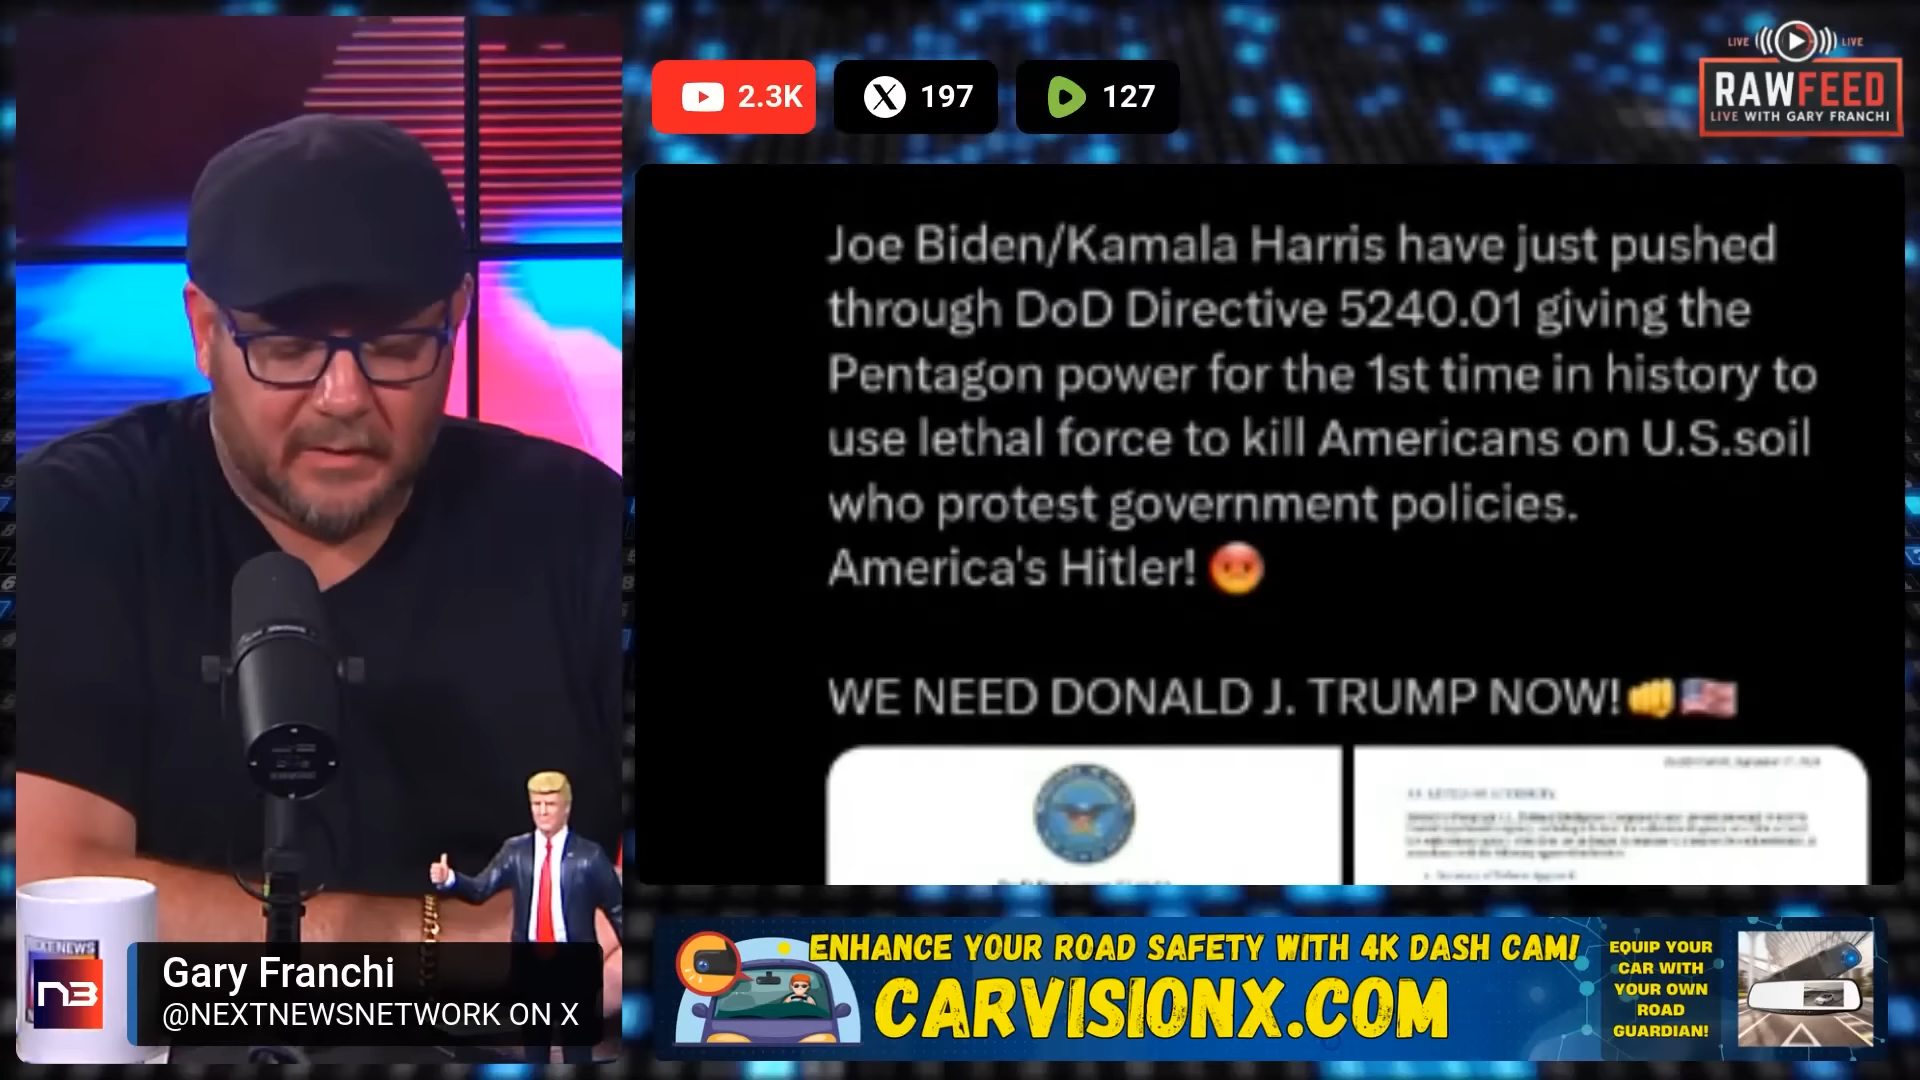 2.3K
197
127
LIVE LIVE
RAWFEED
LIVE WITH GARY FRANCHI
Joe Biden/Kamala Harris have just pushed
through DoD Directive 5240.01 giving the
Pentagon power for the 1st time in history to
use lethal force to kill Americans on U.S.soil
who protest government policies.
America's Hitler! 😡
WE NEED DONALD J. TRUMP NOW!👊🇺🇸
NEXT NEWS
n3
Gary Franchi
@NEXTNEWSNETWORK ON X
ENHANCE YOUR ROAD SAFETY WITH 4K DASH CAM!
CARVISIONX.COM
EQUIP YOUR
CAR WITH
YOUR OWN
ROAD
GUARDIAN!